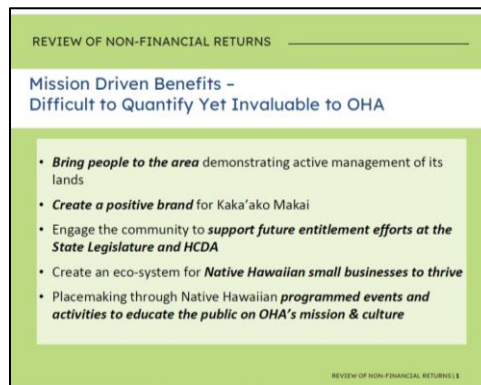 REVIEW OF NON-FINANCIAL RETURNS
Mission Driven Benefits –
Difficult to Quantify Yet Invaluable to OHA
• Bring people to the area demonstrating active management of its
lands
• Create a positive brand for Kaka'ako Makai
• Engage the community to support future entitlement efforts at the
State Legislature and HCDA
• Create an eco-system for Native Hawaiian small businesses to thrive
• Placemaking through Native Hawaiian programmed events and
activities to educate the public on OHA's mission & culture
REVIEW OF NON-FINANCIAL RETURNS | 1